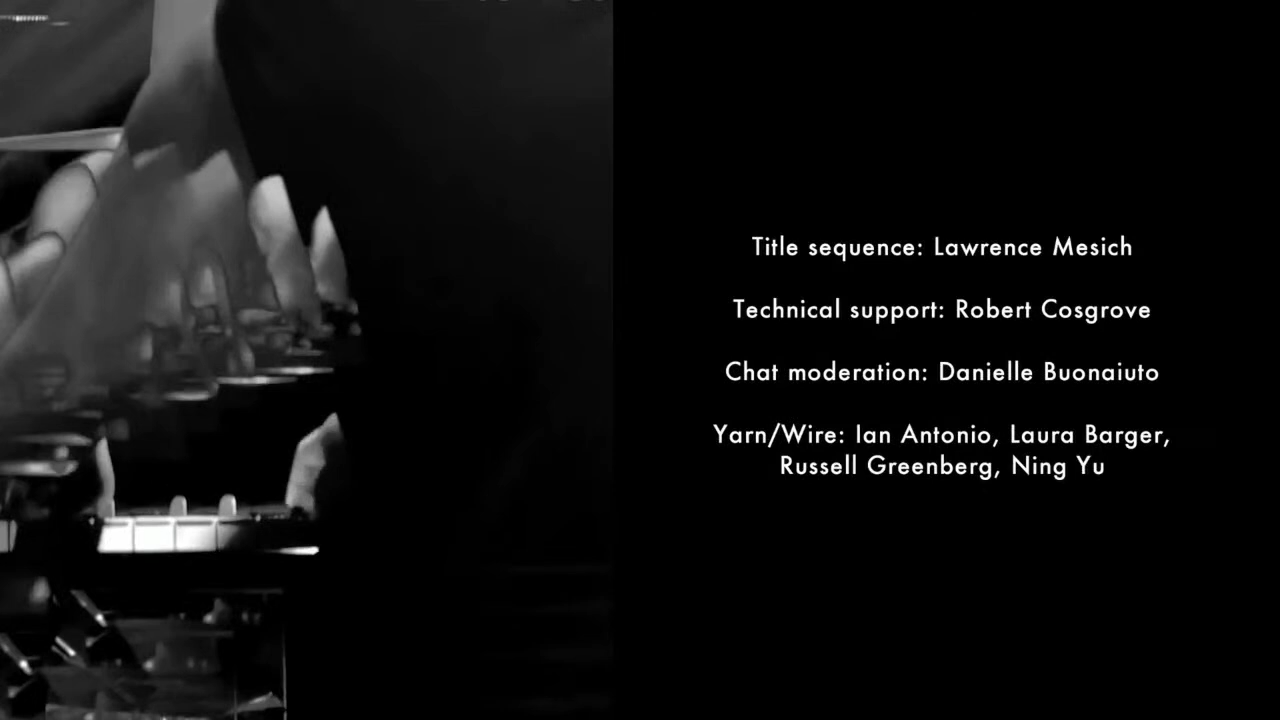 Title sequence: Lawrence Mesich
Technical support: Robert Cosgrove
Chat moderation: Danielle Buonaiuto
Yarn/Wire: Ian Antonio, Laura Barger,
Russell Greenberg, Ning Yu